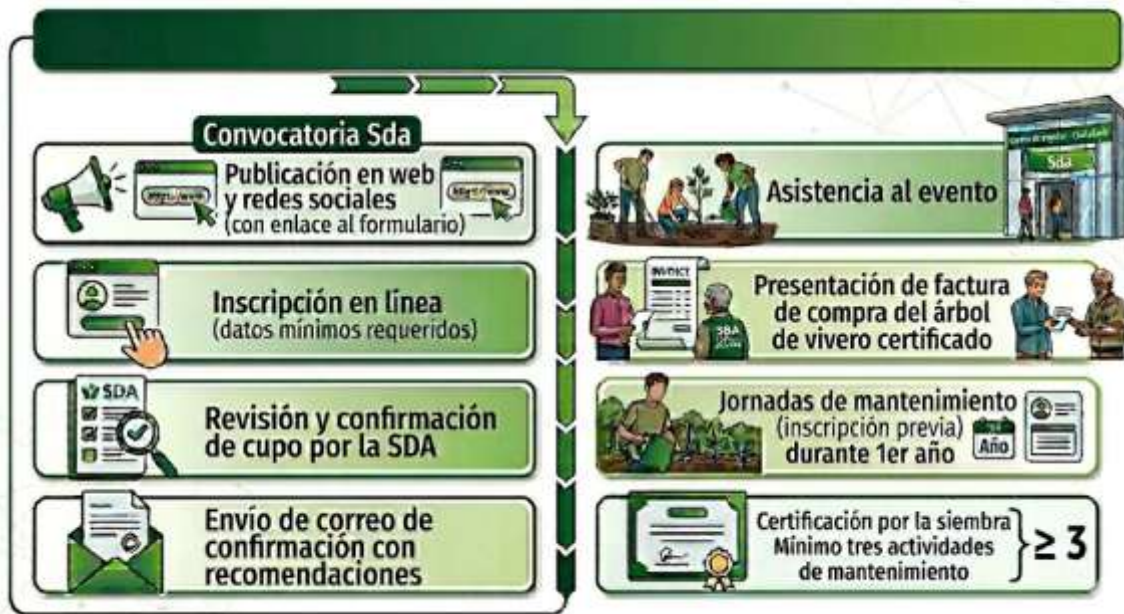 Convocatoria Sda
Publicación en web
y redes sociales
(con enlace al formulario)
Inscripción en línea
(datos mínimos requeridos)
SDA
Revisión y confirmación
de cupo por la SDA
Envío de correo de
confirmación con
recomendaciones
Sda
Asistencia al evento
INVOICE
SBA
Presentación de factura
de compra del árbol
de vivero certificado
Jornadas de mantenimiento
(inscripción previa)
durante 1er año
Año
Certificación por la siembra
Mínimo tres actividades
de mantenimiento
≥ 3